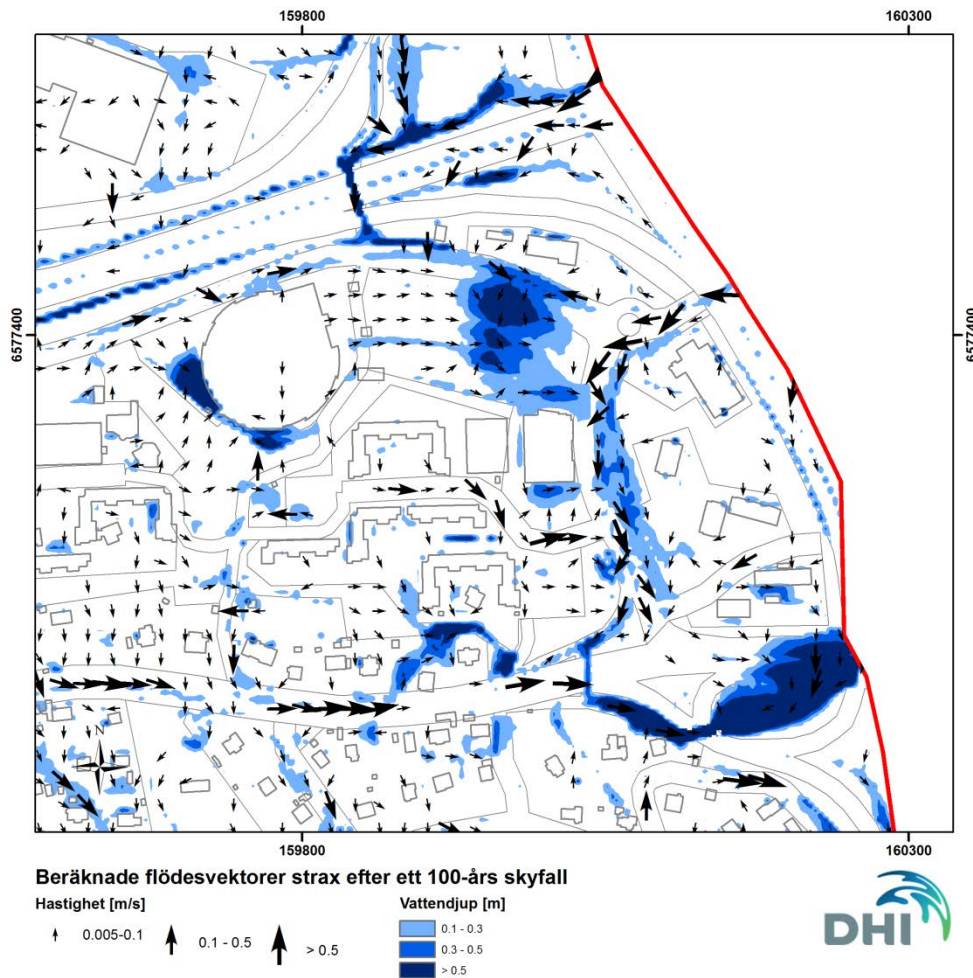 159800 160300
6577400 6577400
N
159800 160300
Beräknade flödesvektorer strax efter ett 100-års skyfall
Hastighet [m/s] Vattendjup [m]
0.005-0.1 0.1 - 0.5 > 0.5
0.1 - 0.3
0.3 - 0.5
> 0.5
DHI